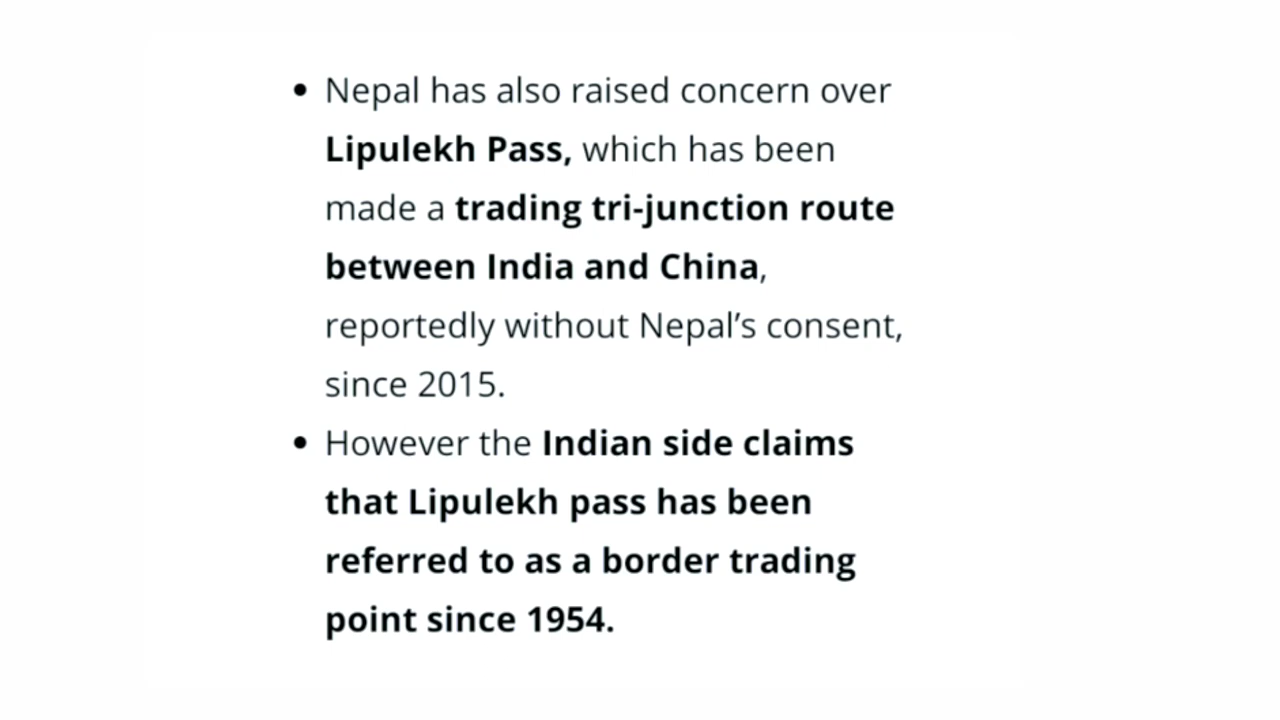 • Nepal has also raised concern over
Lipulekh Pass, which has been
made a trading tri-junction route
between India and China,
reportedly without Nepal’s consent,
since 2015.
• However the Indian side claims
that Lipulekh pass has been
referred to as a border trading
point since 1954.